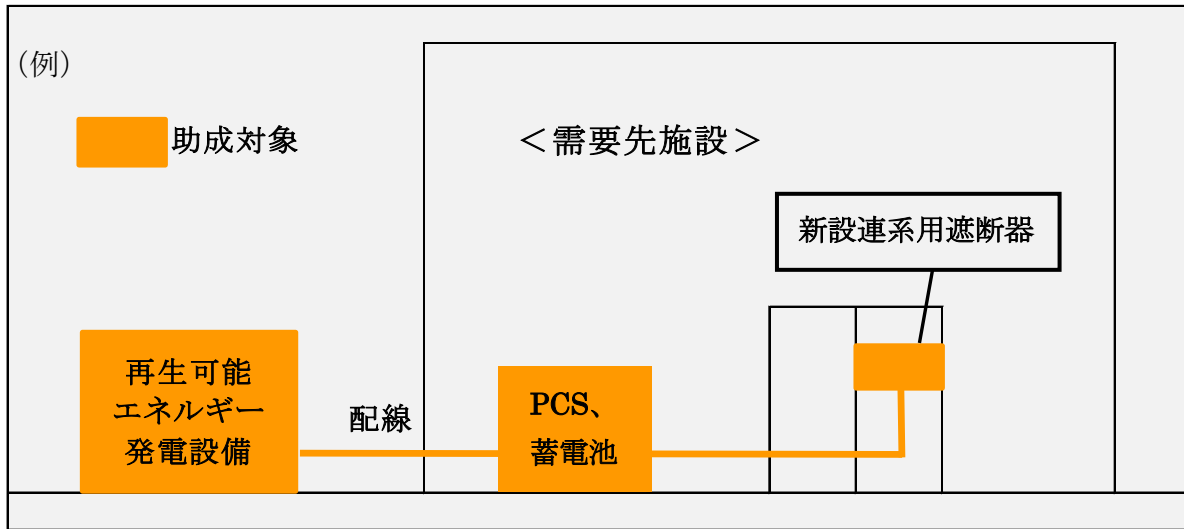 （例）
助成対象
＜需要先施設＞
新設連系用遮断器
再生可能
エネルギー
発電設備
配線
PCS、
蓄電池